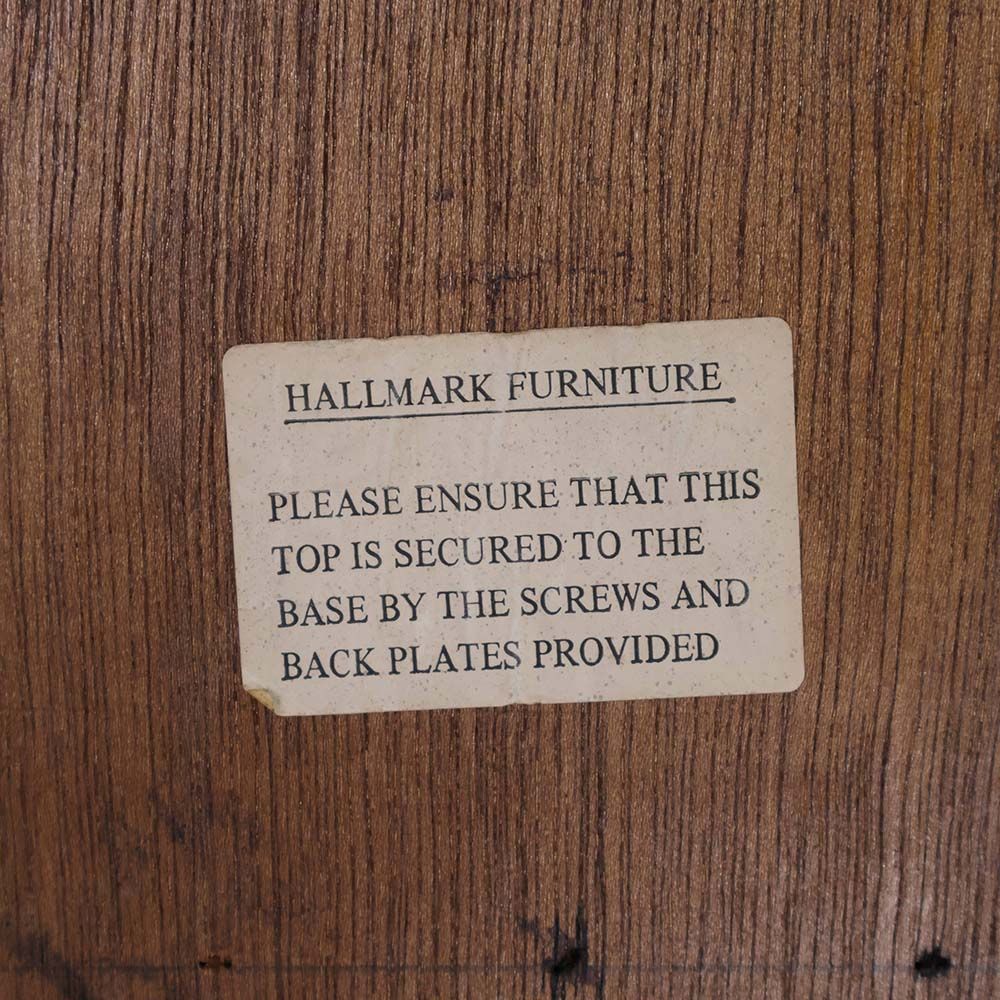 HALLMARK FURNITURE
PLEASE ENSURE THAT THIS
TOP IS SECURED TO THE
BASE BY THE SCREWS AND
BACK PLATES PROVIDED